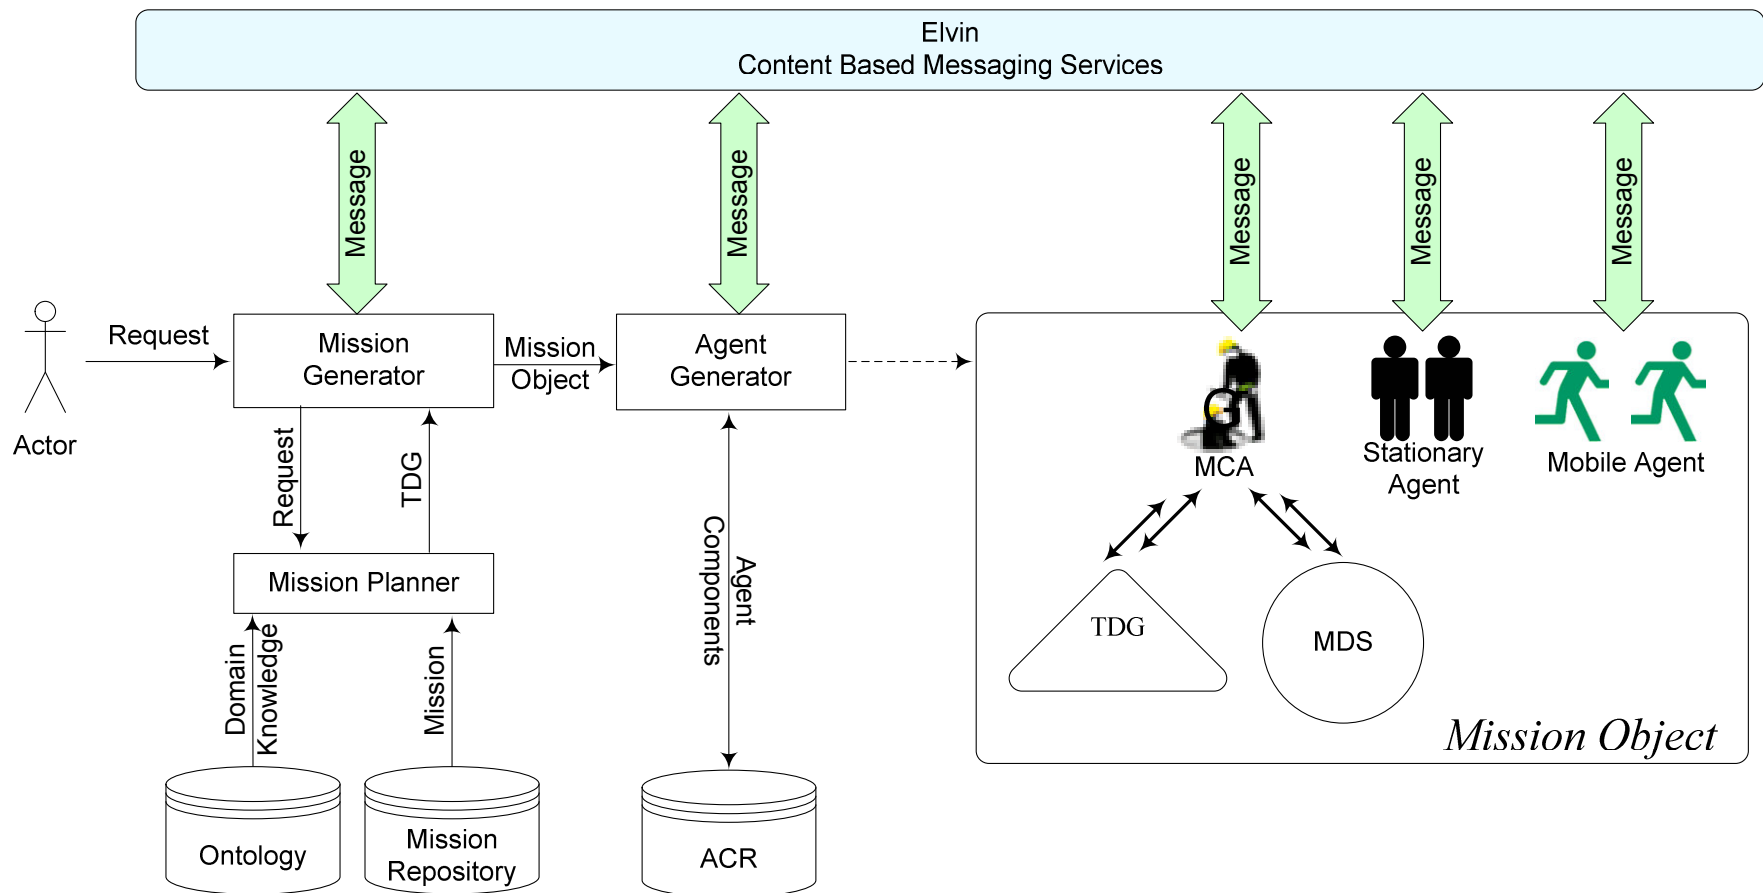 Elvin
Content Based Messaging Services
Message
Message
Message
Message
Message
Actor
Request
Mission
Generator
Mission
Object
Agent
Generator
Request
TDG
Mission Planner
Domain
Knowledge
Mission
Agent
Components
Ontology
Mission
Repository
ACR
MCA
Stationary
Agent
Mobile Agent
TDG
MDS
Mission Object